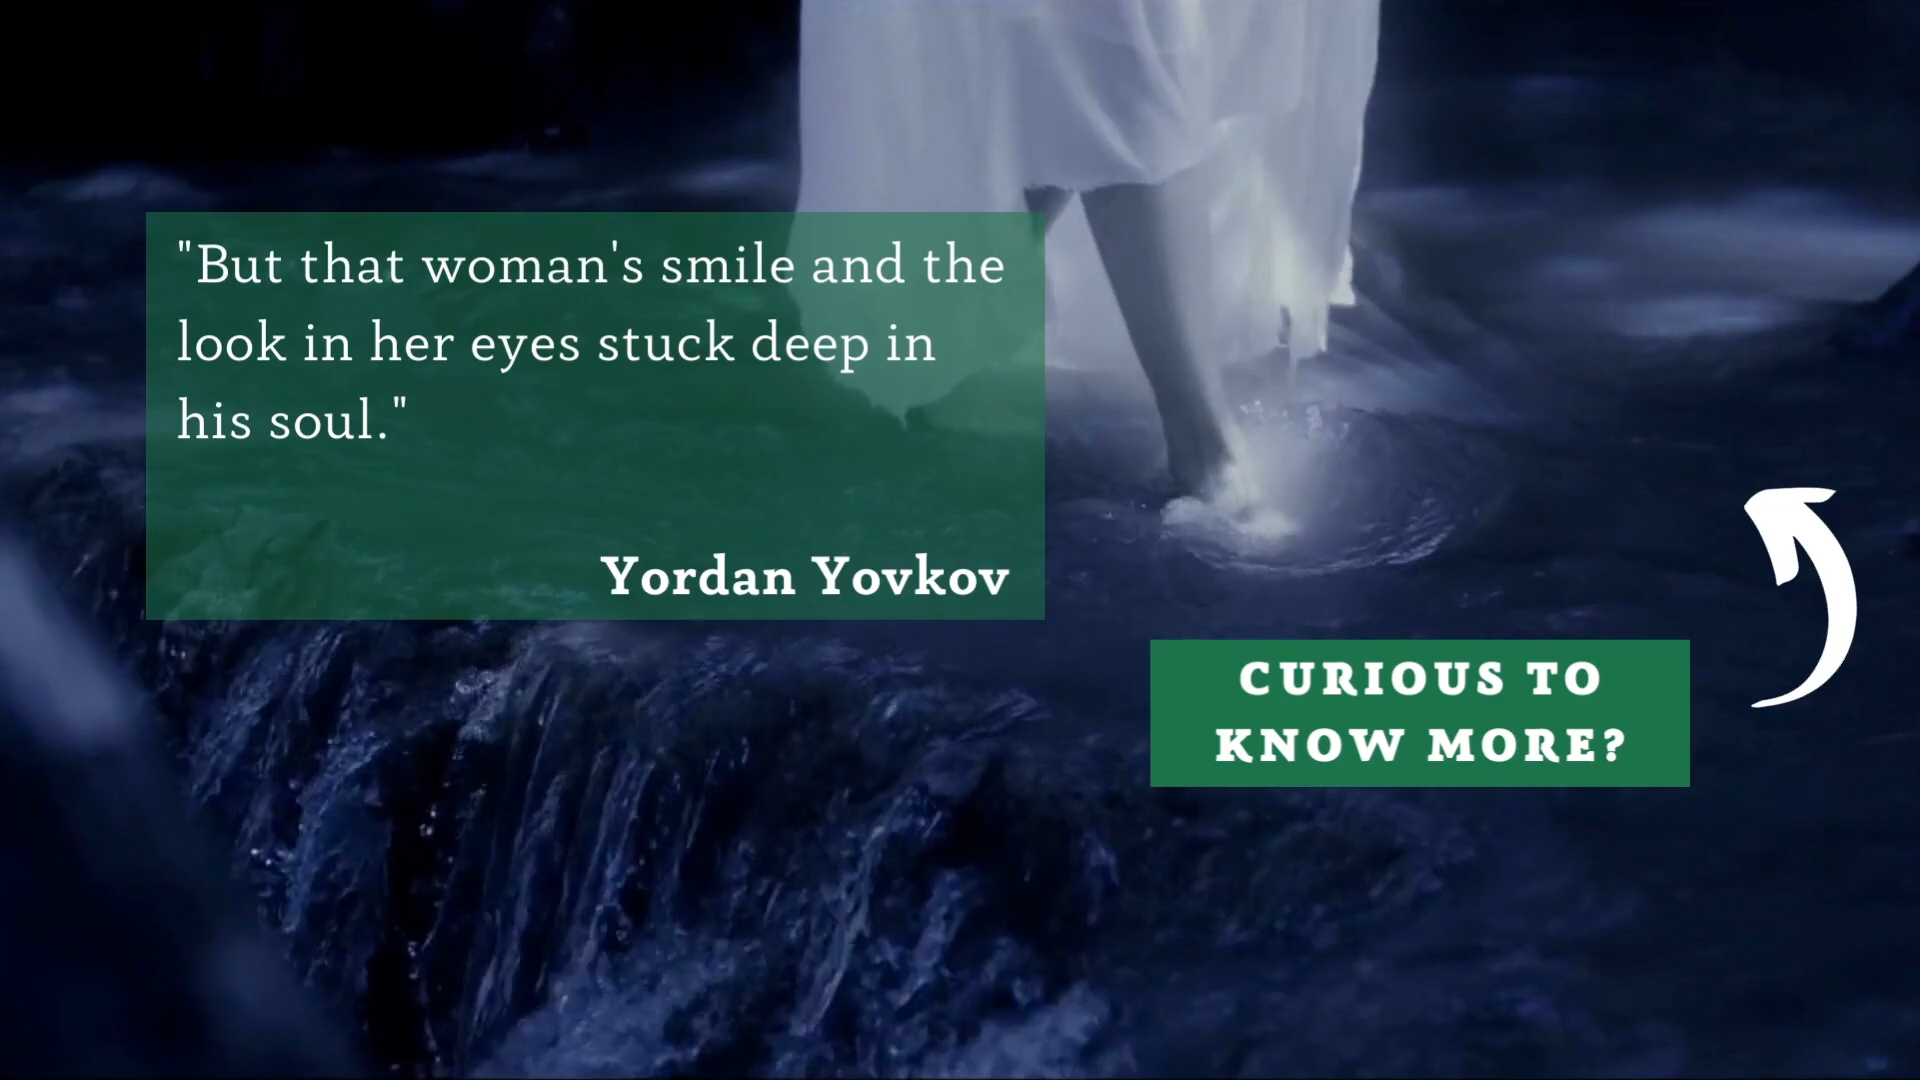 "But that woman's smile and the
look in her eyes stuck deep in
his soul."
Yordan Yovkov
CURIOUS TO
KNOW MORE?